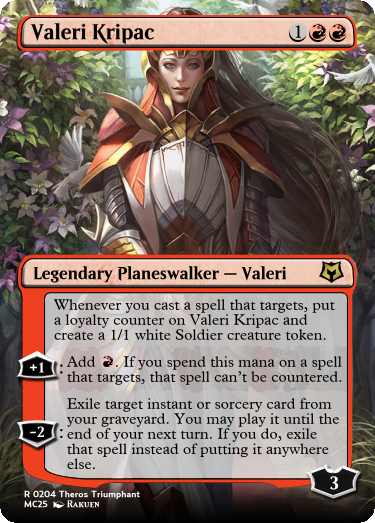 Valeri Kripac 1
Legendary Planeswalker — Valeri
Whenever you cast a spell that targets, put
a loyalty counter on Valeri Kripac and
create a 1/1 white Soldier creature token.
+1: Add . If you spend this mana on a spell
that targets, that spell can't be countered.
Exile target instant or sorcery card from
your graveyard. You may play it until the
-2: end of your next turn. If you do, exile
that spell instead of putting it anywhere
else.
3
R 0204 Theros Triumphant
MC25 Rakuen